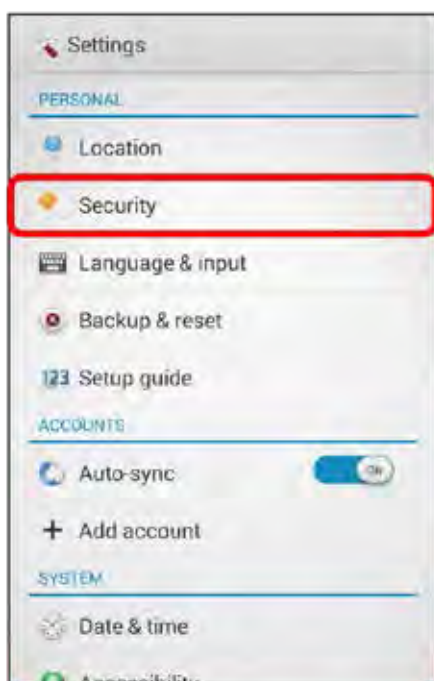 Settings
PERSONAL
Location
Security
Language & input
Backup & reset
123 Setup guide
ACCOUNTS
Auto-sync On
Add account
SYSTEM
Date & time
Accessibility